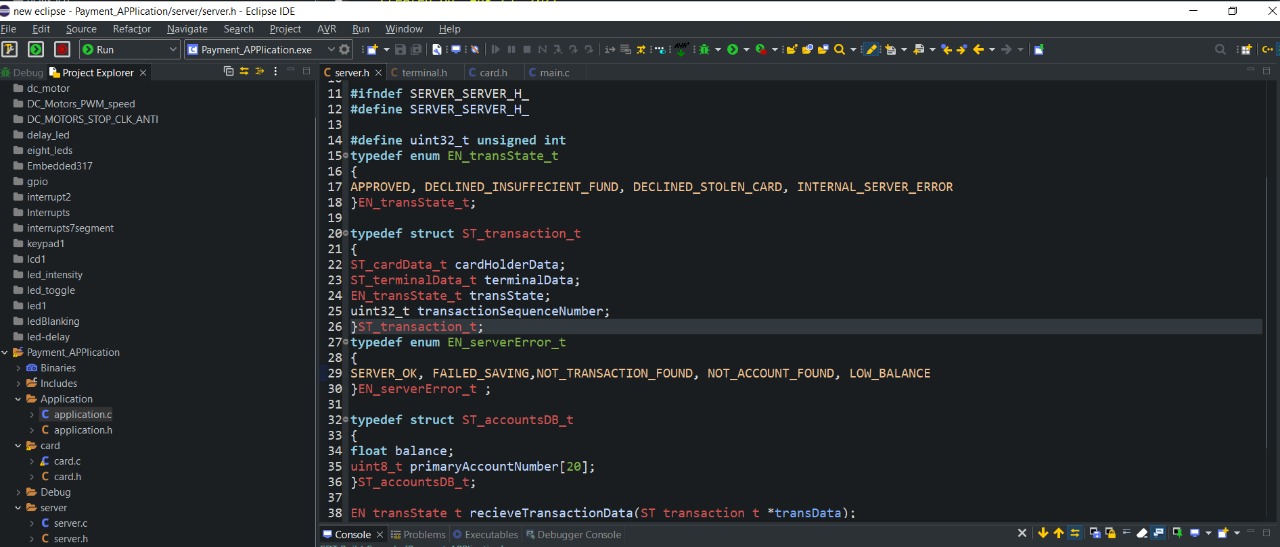 new eclipse - Payment_APPlication/server/server.h - Eclipse IDE
File Edit Source Refactor Navigate Search Project AVR Run Window Help
Run Payment_APPlication.exe
Debug Project Explorer
server.h terminal.h card.h main.c
dc_motor
DC_Motors_PWM_speed
DC_MOTORS_STOP_CLK_ANTI
delay_led
eight_leds
Embedded317
gpio
interrupt2
Interrupts
interrupts7segment
keypad1
lcd1
led_intensity
led_toggle
led1
ledBlanking
led-delay
Payment_APPlication
Binaries
Includes
Application
application.c
application.h
card
card.c
card.h
Debug
server
server.c
server.h
10
11 #ifndef SERVER_SERVER_H_
12 #define SERVER_SERVER_H_
13
14 #define uint32_t unsigned int
15 typedef enum EN_transState_t
16 {
17 APPROVED, DECLINED_INSUFFECIENT_FUND, DECLINED_STOLEN_CARD, INTERNAL_SERVER_ERROR
18 }EN_transState_t;
19
20 typedef struct ST_transaction_t
21 {
22 ST_cardData_t cardHolderData;
23 ST_terminalData_t terminalData;
24 EN_transState_t transState;
25 uint32_t transactionSequenceNumber;
26 }ST_transaction_t;
27 typedef enum EN_serverError_t
28 {
29 SERVER_OK, FAILED_SAVING,NOT_TRANSACTION_FOUND, NOT_ACCOUNT_FOUND, LOW_BALANCE
30 }EN_serverError_t ;
31
32 typedef struct ST_accountsDB_t
33 {
34 float balance;
35 uint8_t primaryAccountNumber[20];
36 }ST_accountsDB_t;
37
38 EN_transState_t recieveTransactionData(ST_transaction_t *transData);
Console Problems Executables Debugger Console